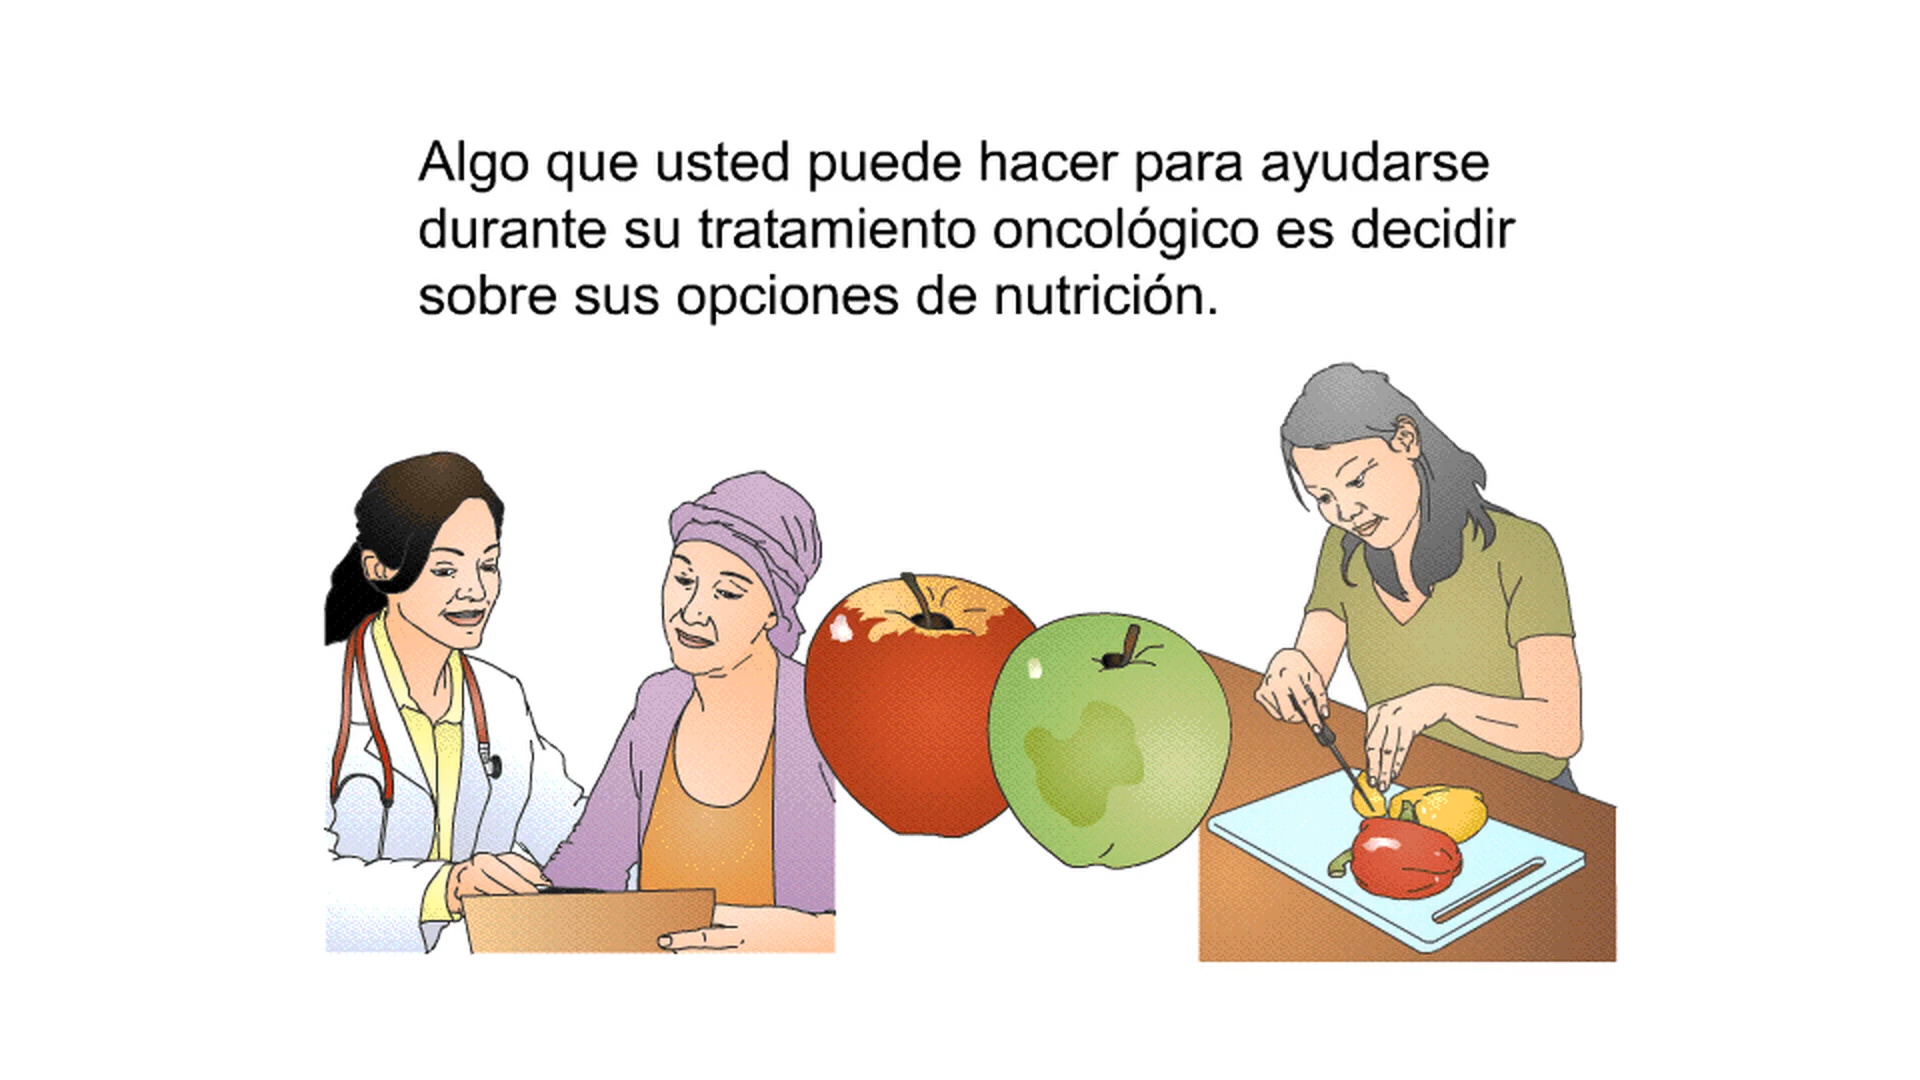 Algo que usted puede hacer para ayudarse
durante su tratamiento oncológico es decidir
sobre sus opciones de nutrición.